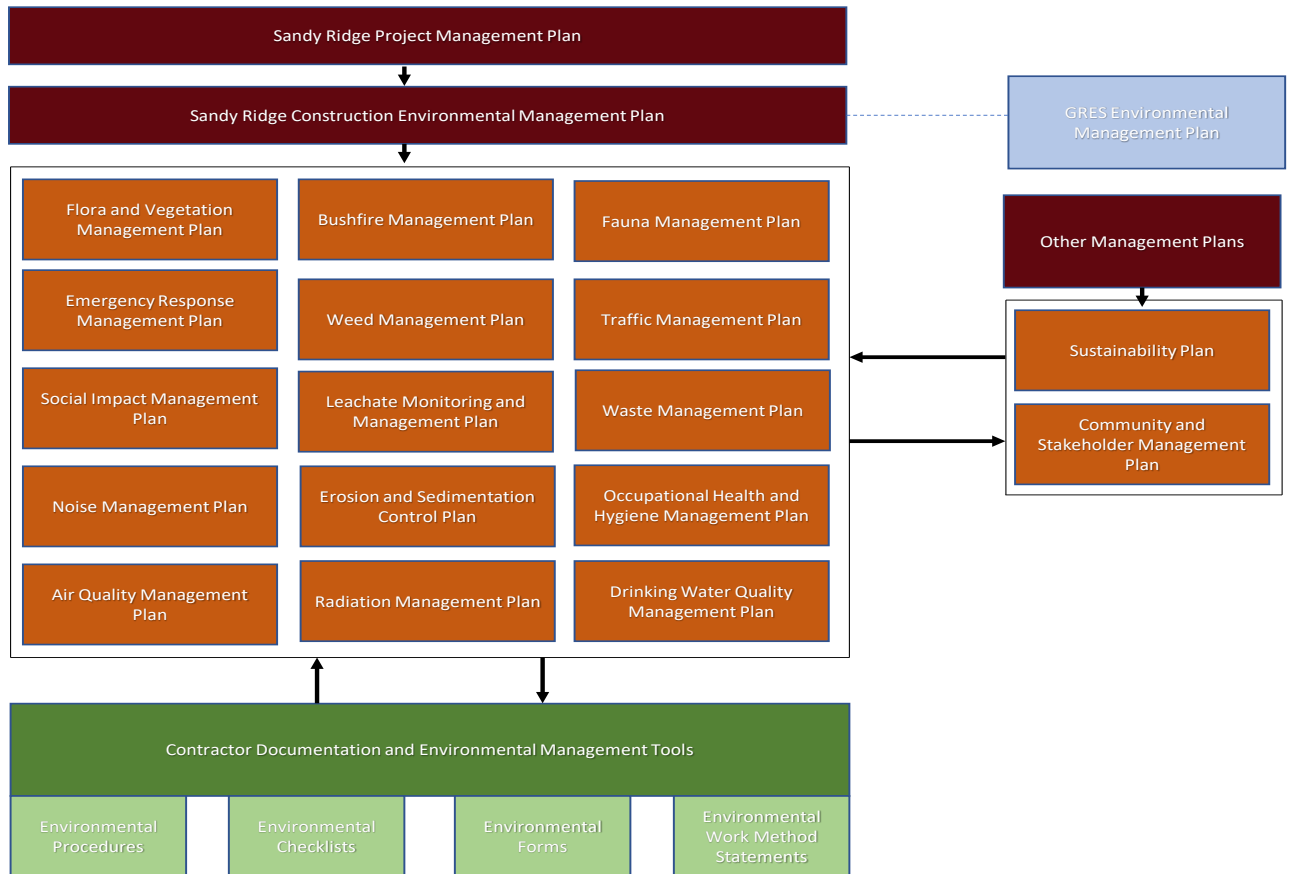 Sandy Ridge Project Management Plan
Sandy Ridge Construction Environmental Management Plan
GRES Environmental
Management Plan
Flora and Vegetation
Management Plan
Bushfire Management Plan
Fauna Management Plan
Other Management Plans
Emergency Response
Management Plan
Weed Management Plan
Traffic Management Plan
Sustainability Plan
Social Impact Management
Plan
Leachate Monitoring and
Management Plan
Waste Management Plan
Community and
Stakeholder Management
Plan
Noise Management Plan
Erosion and Sedimentation
Control Plan
Occupational Health and
Hygiene Management Plan
Air Quality Management
Plan
Radiation Management Plan
Drinking Water Quality
Management Plan
Contractor Documentation and Environmental Management Tools
Environmental
Procedures
Environmental
Checklists
Environmental
Forms
Environmental
Work Method
Statements